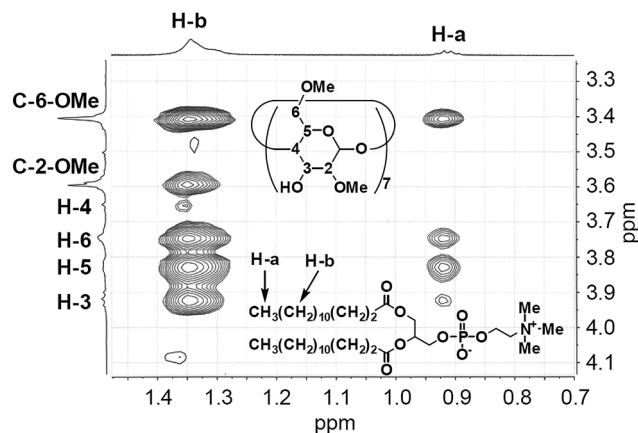 H-b
H-a
C-6-OMe
C-2-OMe
H-4
H-6
H-5
H-3
3.3
3.4
3.5
3.6
3.7
3.8
3.9
4.0
4.1
ppm
OMe
6
5
O
4
O
3
2
HO
OMe
7
H-a
H-b
CH3(CH2)10(CH2)2
O
O
CH3(CH2)10(CH2)2
O
O
O
O
P
O
O-
N+
Me
Me
Me
1.4
1.3
1.2
1.1
1.0
0.9
0.8
0.7
ppm